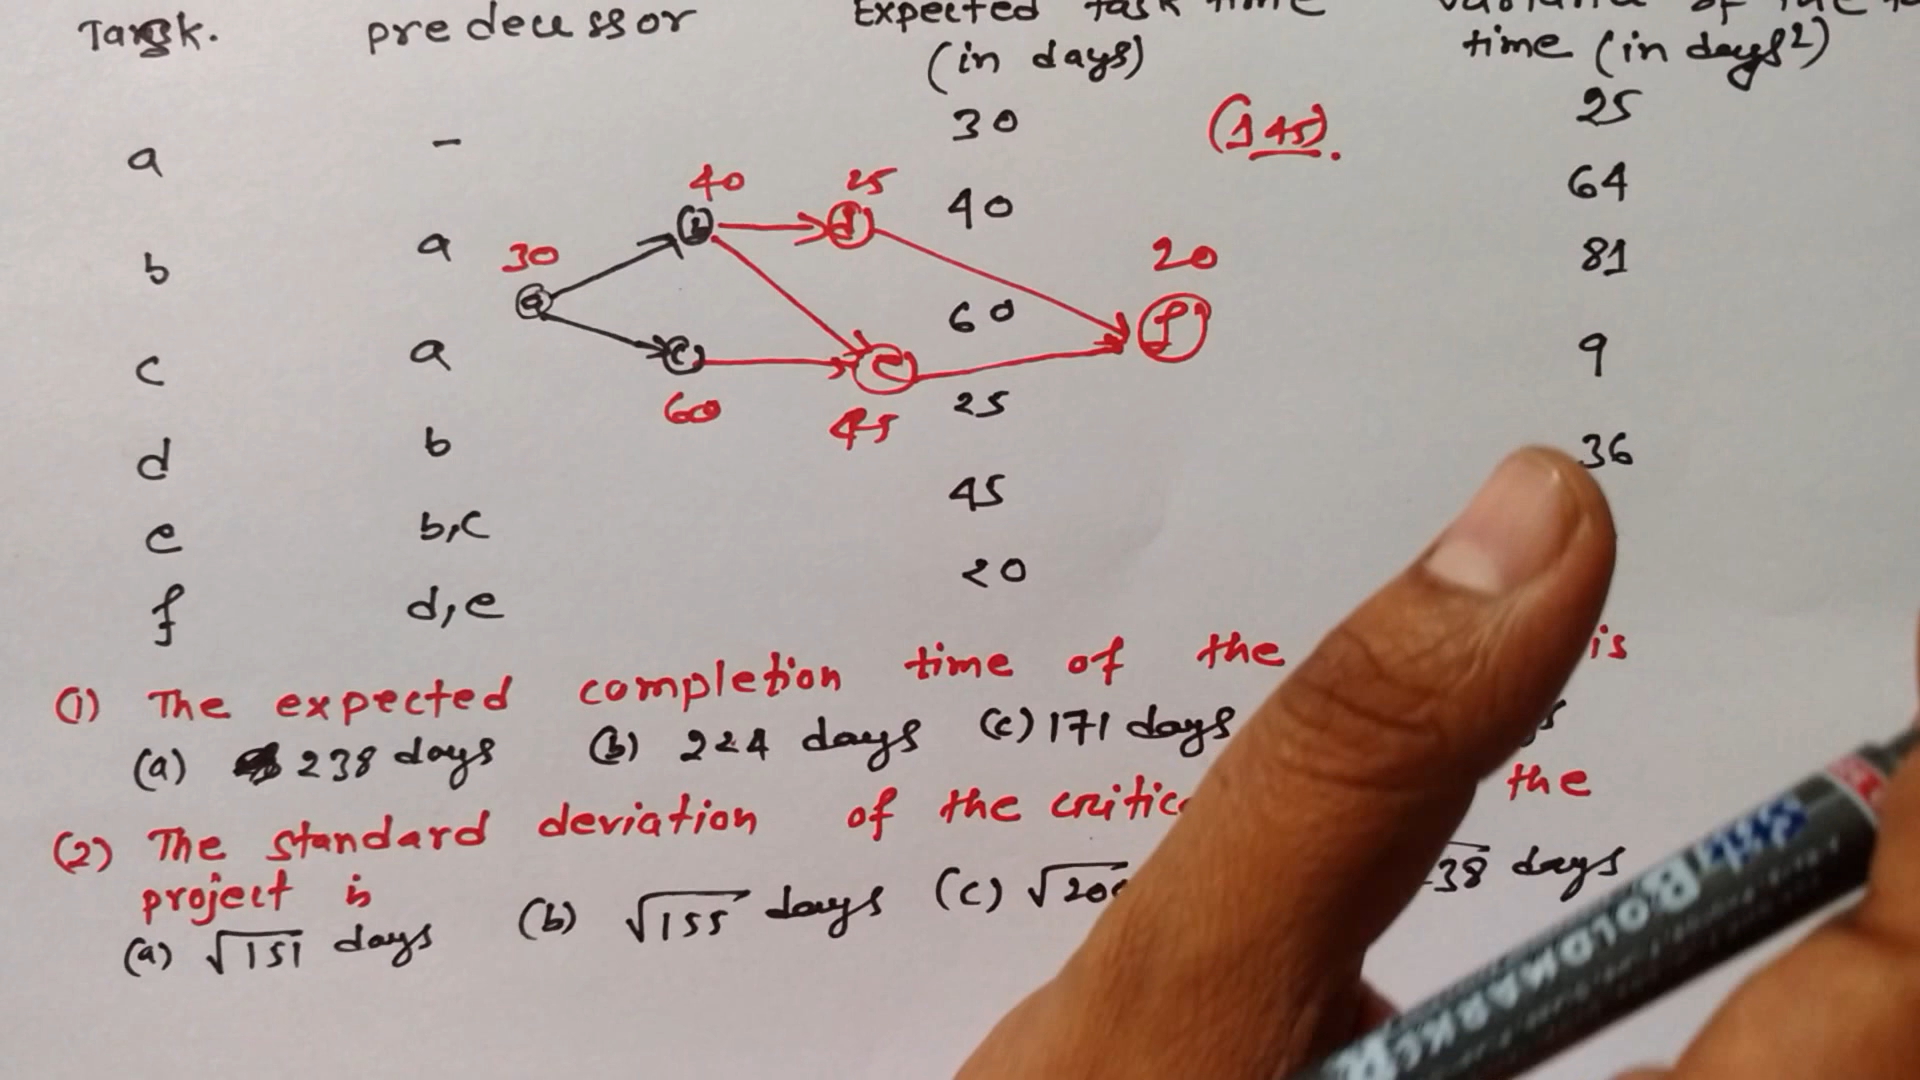 Task. predecessor Expected task time
(in days) time (in days²)
a - 30 25
b a 40 64
c a 60 81
d b 25 9
e b,c 45 36
f d,e 20
(145).
30 40 25 20
a b d f
c e
60 45
(1) The expected completion time of the is
(a) 238 days (b) 224 days (c) 171 days
(2) The standard deviation of the the
project is
(a) √151 days (b) √155 days (c) 38 days
BOLDMARKER